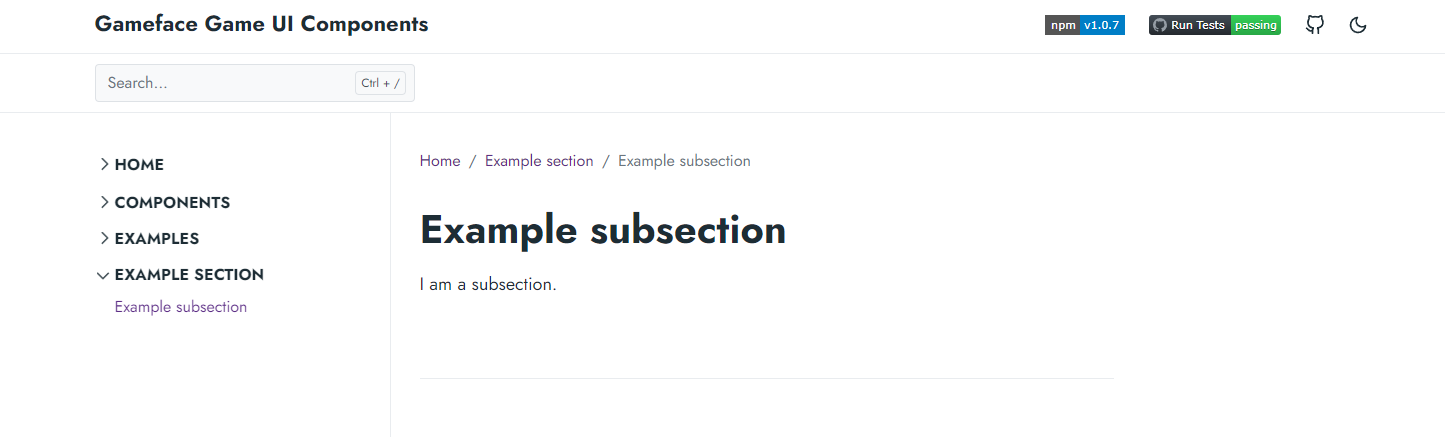 Gameface Game UI Components
npm v1.0.7
Run Tests passing
Search...
Ctrl + /
HOME
COMPONENTS
EXAMPLES
EXAMPLE SECTION
Example subsection
Home / Example section / Example subsection
Example subsection
I am a subsection.